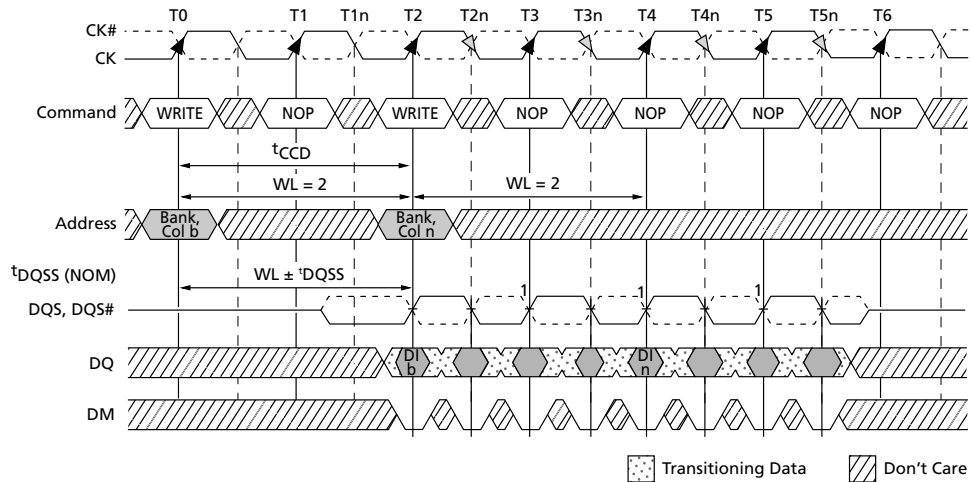 T0 T1 T1n T2 T2n T3 T3n T4 T4n T5 T5n T6
CK#
CK
Command WRITE NOP WRITE NOP NOP NOP NOP
tCCD
WL = 2 WL = 2
Address Bank, Col b Bank, Col n
tDQSS (NOM)
WL ± tDQSS
1 1 1
DQS, DQS#
DQ DI b DI n
DM
Transitioning Data Don't Care